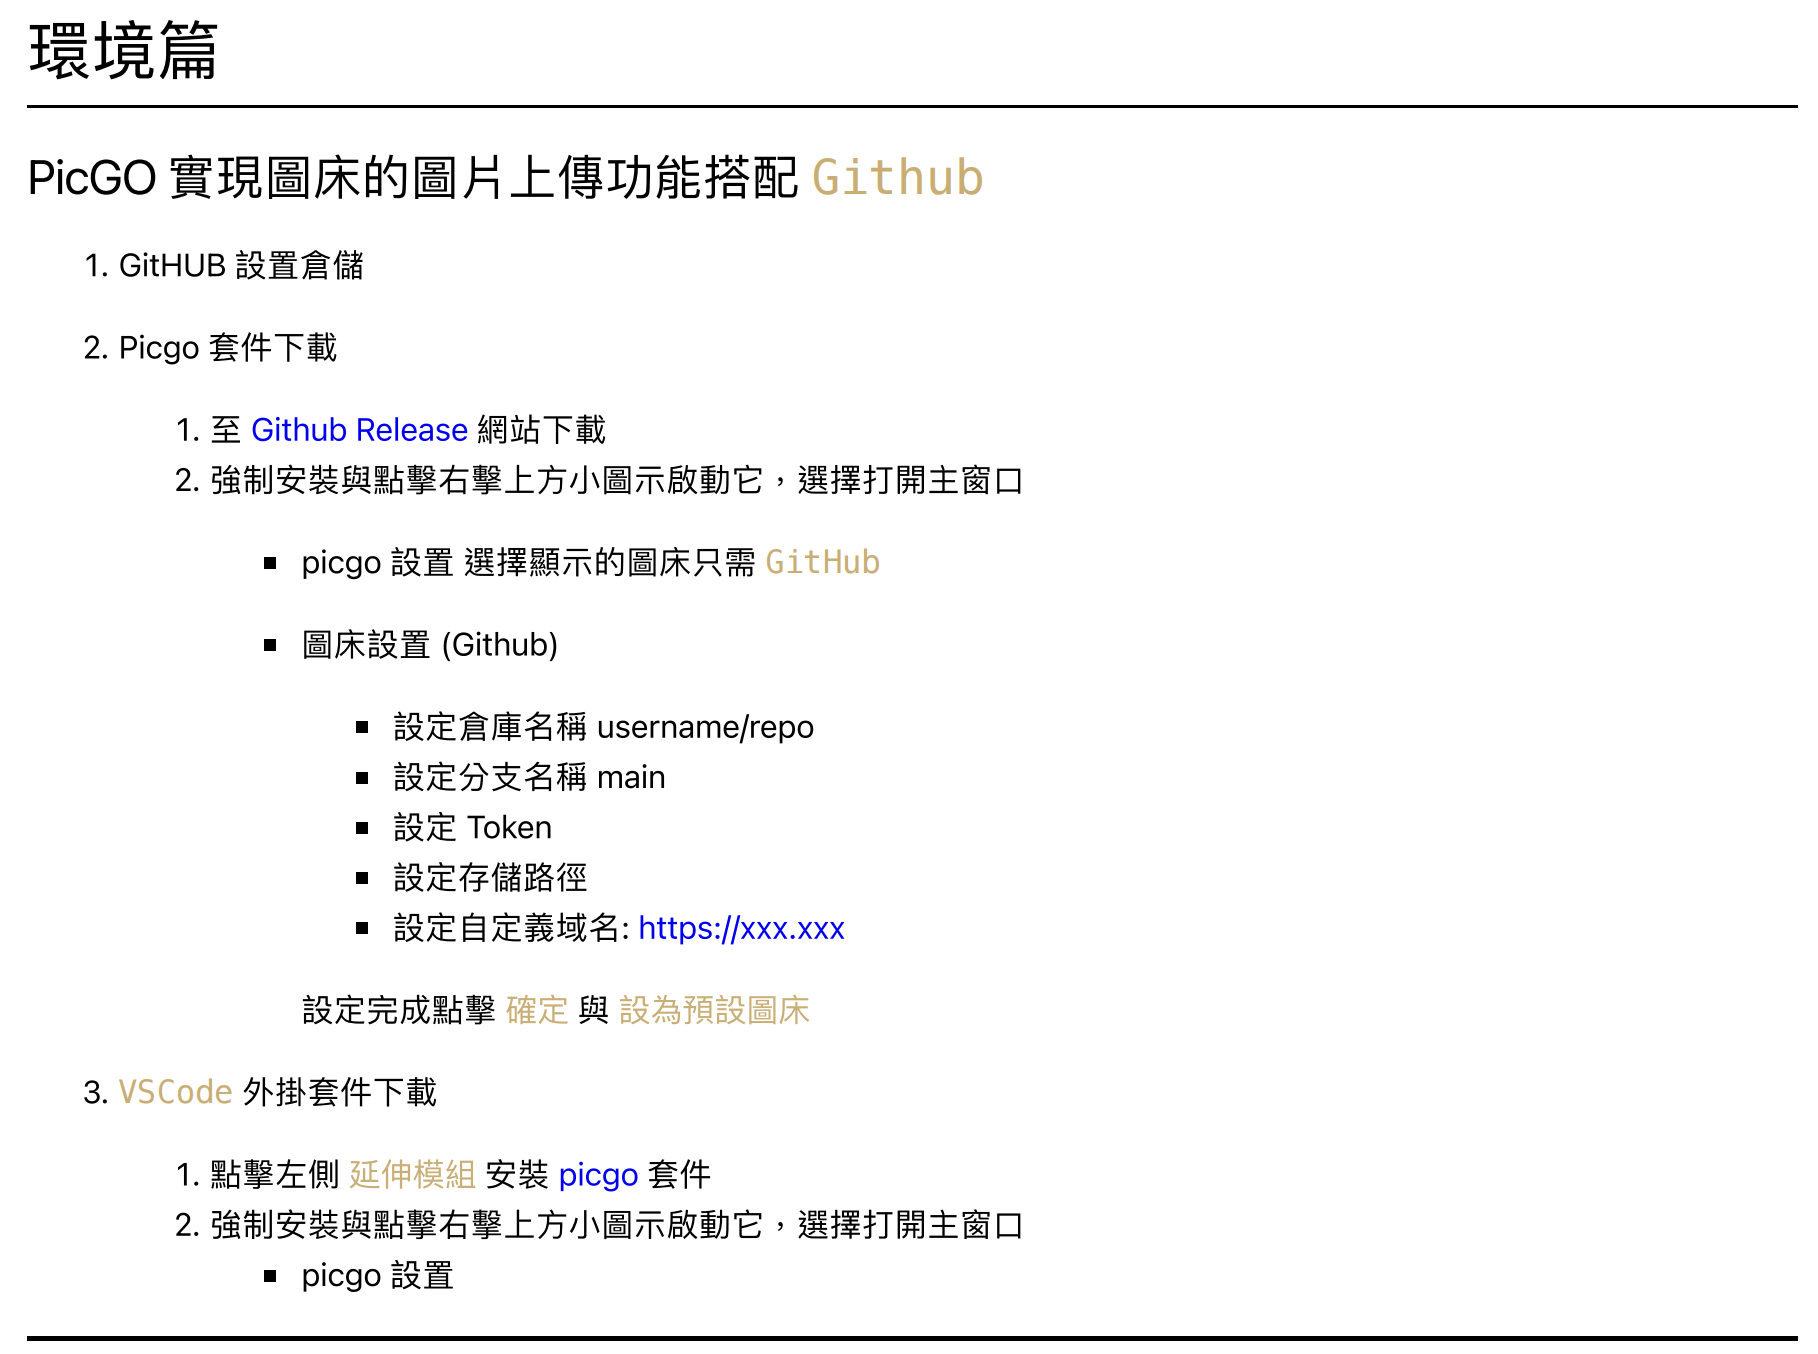 環境篇
PicGO 實現圖床的圖片上傳功能搭配 Github
1. GitHUB 設置倉儲
2. Picgo 套件下載
1. 至 Github Release 網站下載
2. 強制安裝與點擊右擊上方小圖示啟動它，選擇打開主窗口
▪ picgo 設置 選擇顯示的圖床只需 GitHub
▪ 圖床設置 (Github)
▪ 設定倉庫名稱 username/repo
▪ 設定分支名稱 main
▪ 設定 Token
▪ 設定存儲路徑
▪ 設定自定義域名: https://xxx.xxx
設定完成點擊 確定 與 設為預設圖床
3. VSCode 外掛套件下載
1. 點擊左側 延伸模組 安裝 picgo 套件
2. 強制安裝與點擊右擊上方小圖示啟動它，選擇打開主窗口
▪ picgo 設置